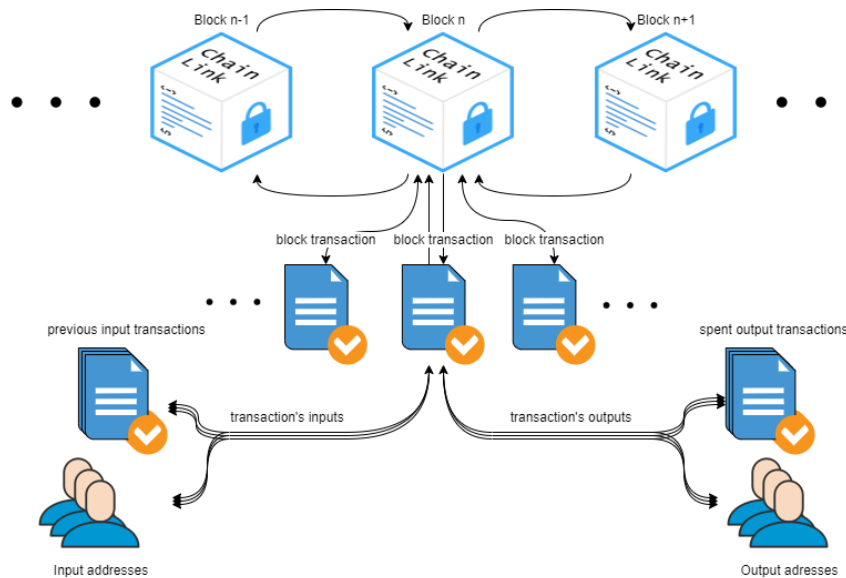 Block n-1
Block n
Block n+1
Chain
Link
Chain
Link
Chain
Link
block transaction
block transaction
block transaction
previous input transactions
spent output transactions
transaction's inputs
transaction's outputs
Input addresses
Output adresses